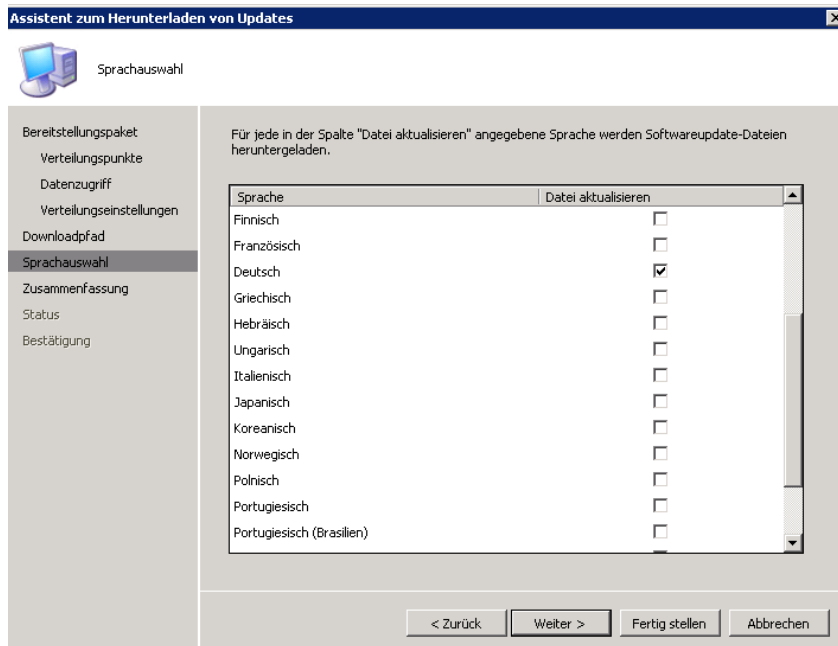 Assistent zum Herunterladen von Updates
Sprachauswahl
Bereitstellungspaket
Verteilungspunkte
Datenzugriff
Verteilungseinstellungen
Downloadpfad
Sprachauswahl
Zusammenfassung
Status
Bestätigung
Für jede in der Spalte "Datei aktualisieren" angegebene Sprache werden Softwareupdate-Dateien
heruntergeladen.
Sprache Datei aktualisieren
Finnisch
Französisch
Deutsch
Griechisch
Hebräisch
Ungarisch
Italienisch
Japanisch
Koreanisch
Norwegisch
Polnisch
Portugiesisch
Portugiesisch (Brasilien)
< Zurück Weiter > Fertig stellen Abbrechen